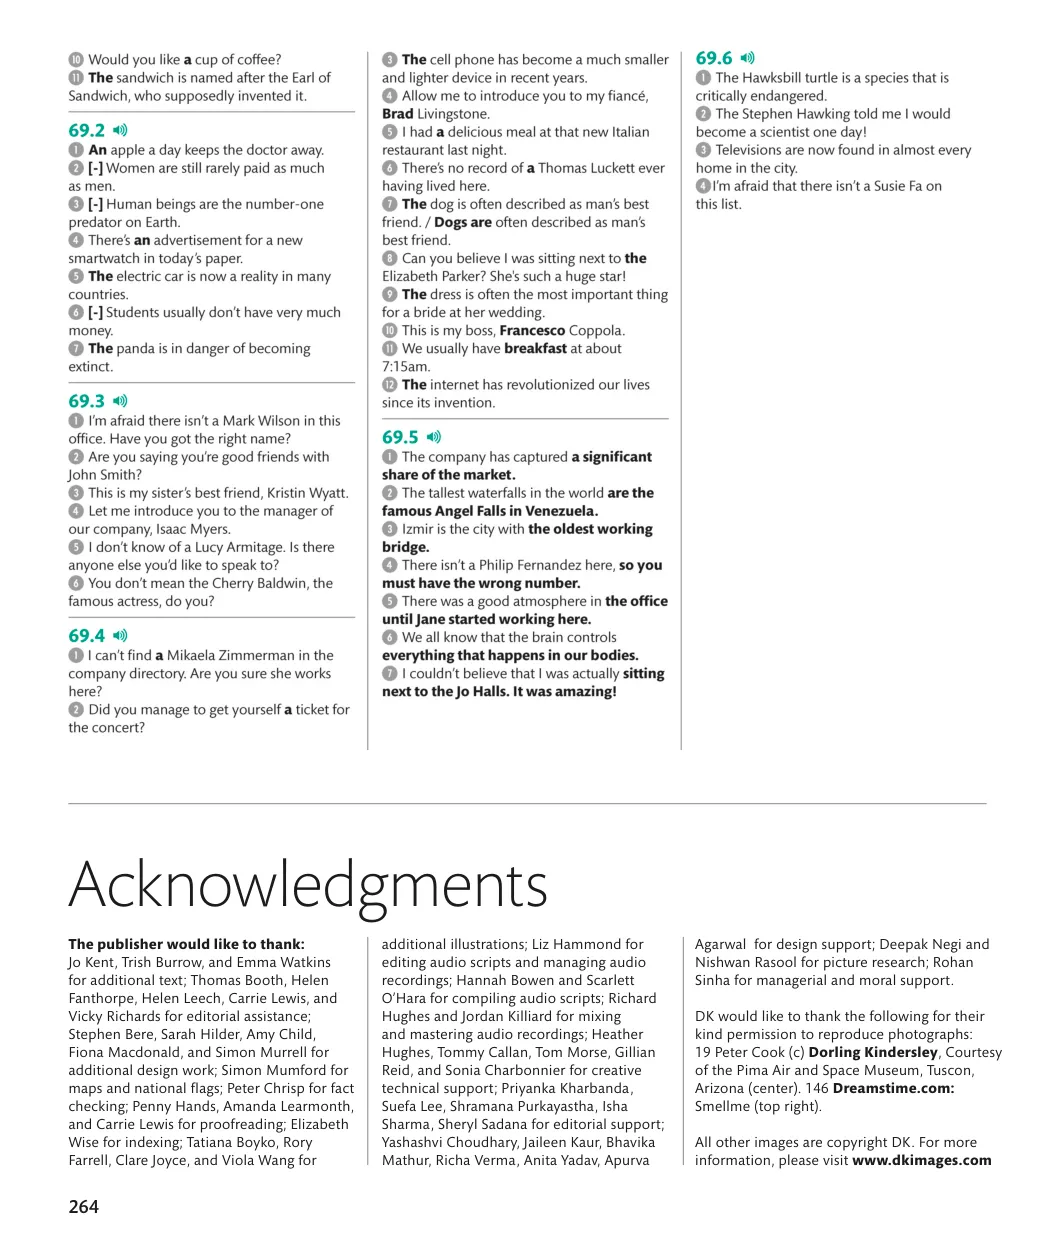 10 Would you like a cup of coffee?
11 The sandwich is named after the Earl of
Sandwich, who supposedly invented it.
69.2
1 An apple a day keeps the doctor away.
2 [-] Women are still rarely paid as much
as men.
3 [-] Human beings are the number-one
predator on Earth.
4 There’s an advertisement for a new
smartwatch in today’s paper.
5 The electric car is now a reality in many
countries.
6 [-] Students usually don’t have very much
money.
7 The panda is in danger of becoming
extinct.
69.3
1 I’m afraid there isn’t a Mark Wilson in this
office. Have you got the right name?
2 Are you saying you’re good friends with
John Smith?
3 This is my sister’s best friend, Kristin Wyatt.
4 Let me introduce you to the manager of
our company, Isaac Myers.
5 I don’t know of a Lucy Armitage. Is there
anyone else you’d like to speak to?
6 You don’t mean the Cherry Baldwin, the
famous actress, do you?
69.4
1 I can’t find a Mikaela Zimmerman in the
company directory. Are you sure she works
here?
2 Did you manage to get yourself a ticket for
the concert?
3 The cell phone has become a much smaller
and lighter device in recent years.
4 Allow me to introduce you to my fiancé,
Brad Livingstone.
5 I had a delicious meal at that new Italian
restaurant last night.
6 There’s no record of a Thomas Luckett ever
having lived here.
7 The dog is often described as man’s best
friend. / Dogs are often described as man’s
best friend.
8 Can you believe I was sitting next to the
Elizabeth Parker? She's such a huge star!
9 The dress is often the most important thing
for a bride at her wedding.
10 This is my boss, Francesco Coppola.
11 We usually have breakfast at about
7:15am.
12 The internet has revolutionized our lives
since its invention.
69.5
1 The company has captured a significant
share of the market.
2 The tallest waterfalls in the world are the
famous Angel Falls in Venezuela.
3 Izmir is the city with the oldest working
bridge.
4 There isn’t a Philip Fernandez here, so you
must have the wrong number.
5 There was a good atmosphere in the office
until Jane started working here.
6 We all know that the brain controls
everything that happens in our bodies.
7 I couldn’t believe that I was actually sitting
next to the Jo Halls. It was amazing!
69.6
1 The Hawksbill turtle is a species that is
critically endangered.
2 The Stephen Hawking told me I would
become a scientist one day!
3 Televisions are now found in almost every
home in the city.
4 I’m afraid that there isn’t a Susie Fa on
this list.
Acknowledgments
The publisher would like to thank:
Jo Kent, Trish Burrow, and Emma Watkins
for additional text; Thomas Booth, Helen
Fanthorpe, Helen Leech, Carrie Lewis, and
Vicky Richards for editorial assistance;
Stephen Bere, Sarah Hilder, Amy Child,
Fiona Macdonald, and Simon Murrell for
additional design work; Simon Mumford for
maps and national flags; Peter Chrisp for fact
checking; Penny Hands, Amanda Learmonth,
and Carrie Lewis for proofreading; Elizabeth
Wise for indexing; Tatiana Boyko, Rory
Farrell, Clare Joyce, and Viola Wang for
additional illustrations; Liz Hammond for
editing audio scripts and managing audio
recordings; Hannah Bowen and Scarlett
O’Hara for compiling audio scripts; Richard
Hughes and Jordan Killiard for mixing
and mastering audio recordings; Heather
Hughes, Tommy Callan, Tom Morse, Gillian
Reid, and Sonia Charbonnier for creative
technical support; Priyanka Kharbanda,
Suefa Lee, Shramana Purkayastha, Isha
Sharma, Sheryl Sadana for editorial support;
Yashashvi Choudhary, Jaileen Kaur, Bhavika
Mathur, Richa Verma, Anita Yadav, Apurva
Agarwal for design support; Deepak Negi and
Nishwan Rasool for picture research; Rohan
Sinha for managerial and moral support.
DK would like to thank the following for their
kind permission to reproduce photographs:
19 Peter Cook (c) Dorling Kindersley, Courtesy
of the Pima Air and Space Museum, Tuscon,
Arizona (center). 146 Dreamstime.com:
Smellme (top right).
All other images are copyright DK. For more
information, please visit www.dkimages.com
264